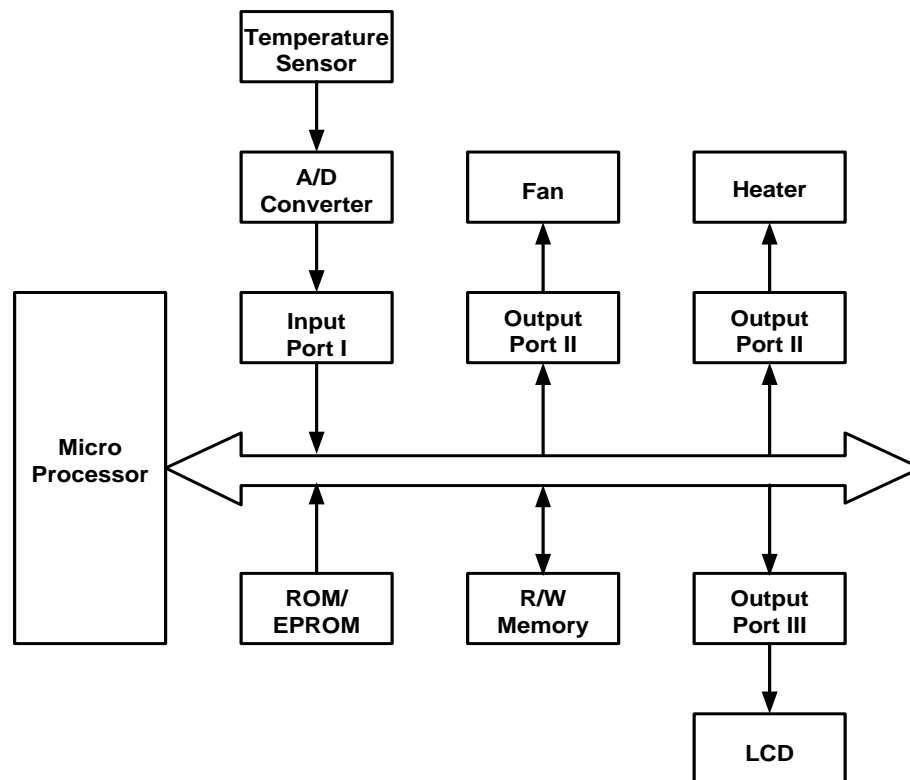 Temperature
Sensor
A/D
Converter
Fan
Heater
Input
Port I
Output
Port II
Output
Port II
Micro
Processor
ROM/
EPROM
R/W
Memory
Output
Port III
LCD